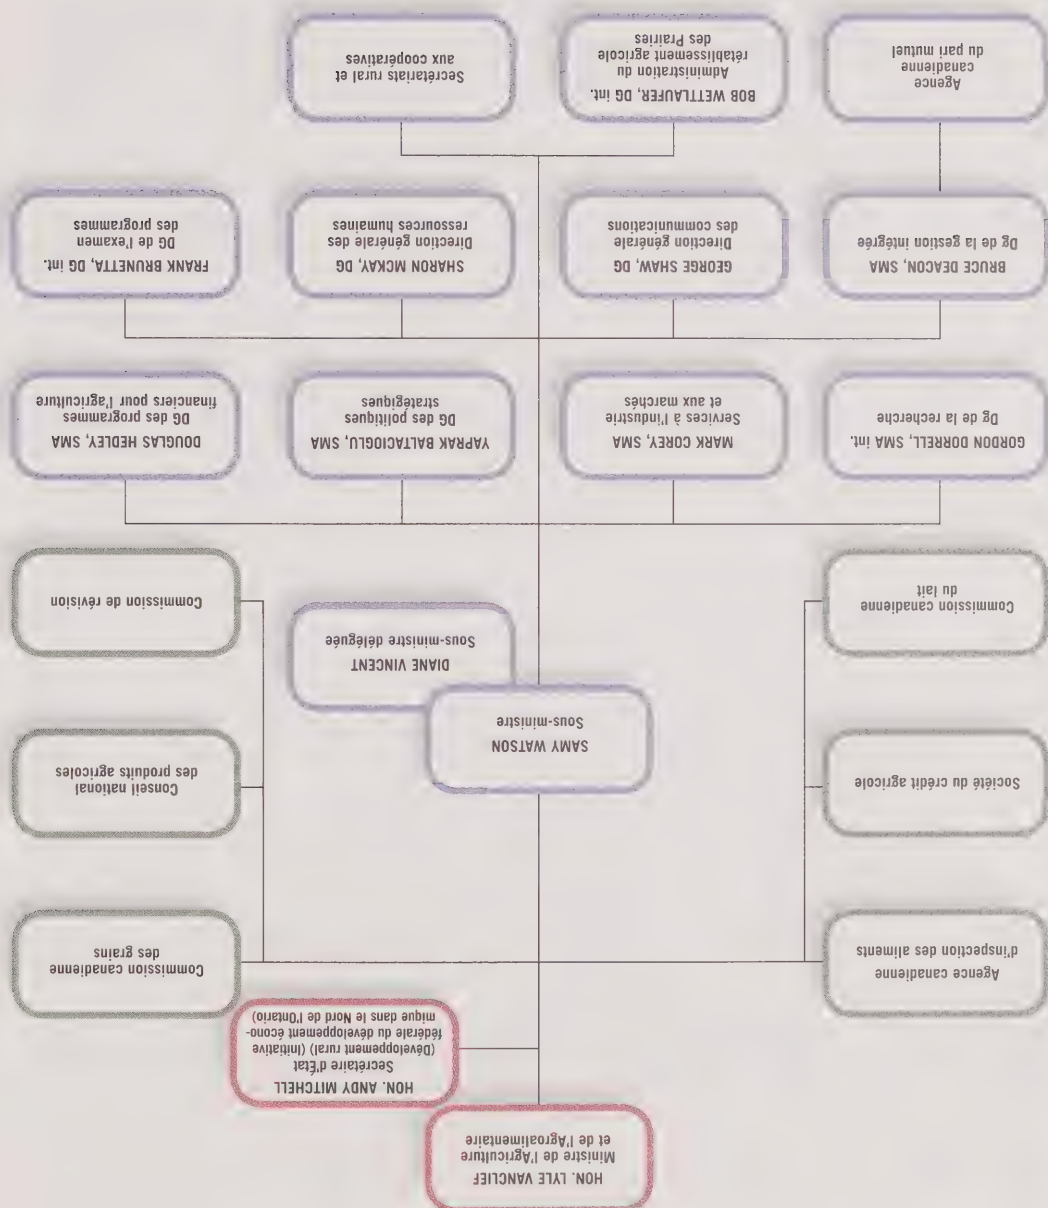 HON. LYLE VANCLIEF
Ministre de l'Agriculture
et de l'Agroalimentaire
HON. ANDY MITCHELL
Secrétaire d'État
(Développement rural) (Initiative
fédérale du développement écono-
mique dans le Nord de l'Ontario)
Agence canadienne
d'inspection des aliments
Commission canadienne
des grains
Société du crédit agricole
SAMY WATSON
Sous-ministre
Conseil national
des produits agricoles
DIANE VINCENT
Sous-ministre déléguée
Commission canadienne
du lait
Commission de révision
GORDON DORRELL, SMA int.
Dg de la recherche
MARK COREY, SMA
Services à l'industrie
et aux marchés
YAPRAK BALTACIOGLU, SMA
DG des politiques
stratégiques
DOUGLAS HEDLEY, SMA
DG des programmes
financiers pour l'agriculture
BRUCE DEACON, SMA
Dg de la gestion intégrée
GEORGE SHAW, DG
Direction générale
des communications
SHARON MCKAY, DG
Direction générale des
ressources humaines
FRANK BRUNETTA, DG int.
DG de l'examen
des programmes
Agence
canadienne
du pari mutuel
BOB WETTLAUFER, DG int.
Administration du
rétablissement agricole
des Prairies
Secrétariats rural et
aux coopératives